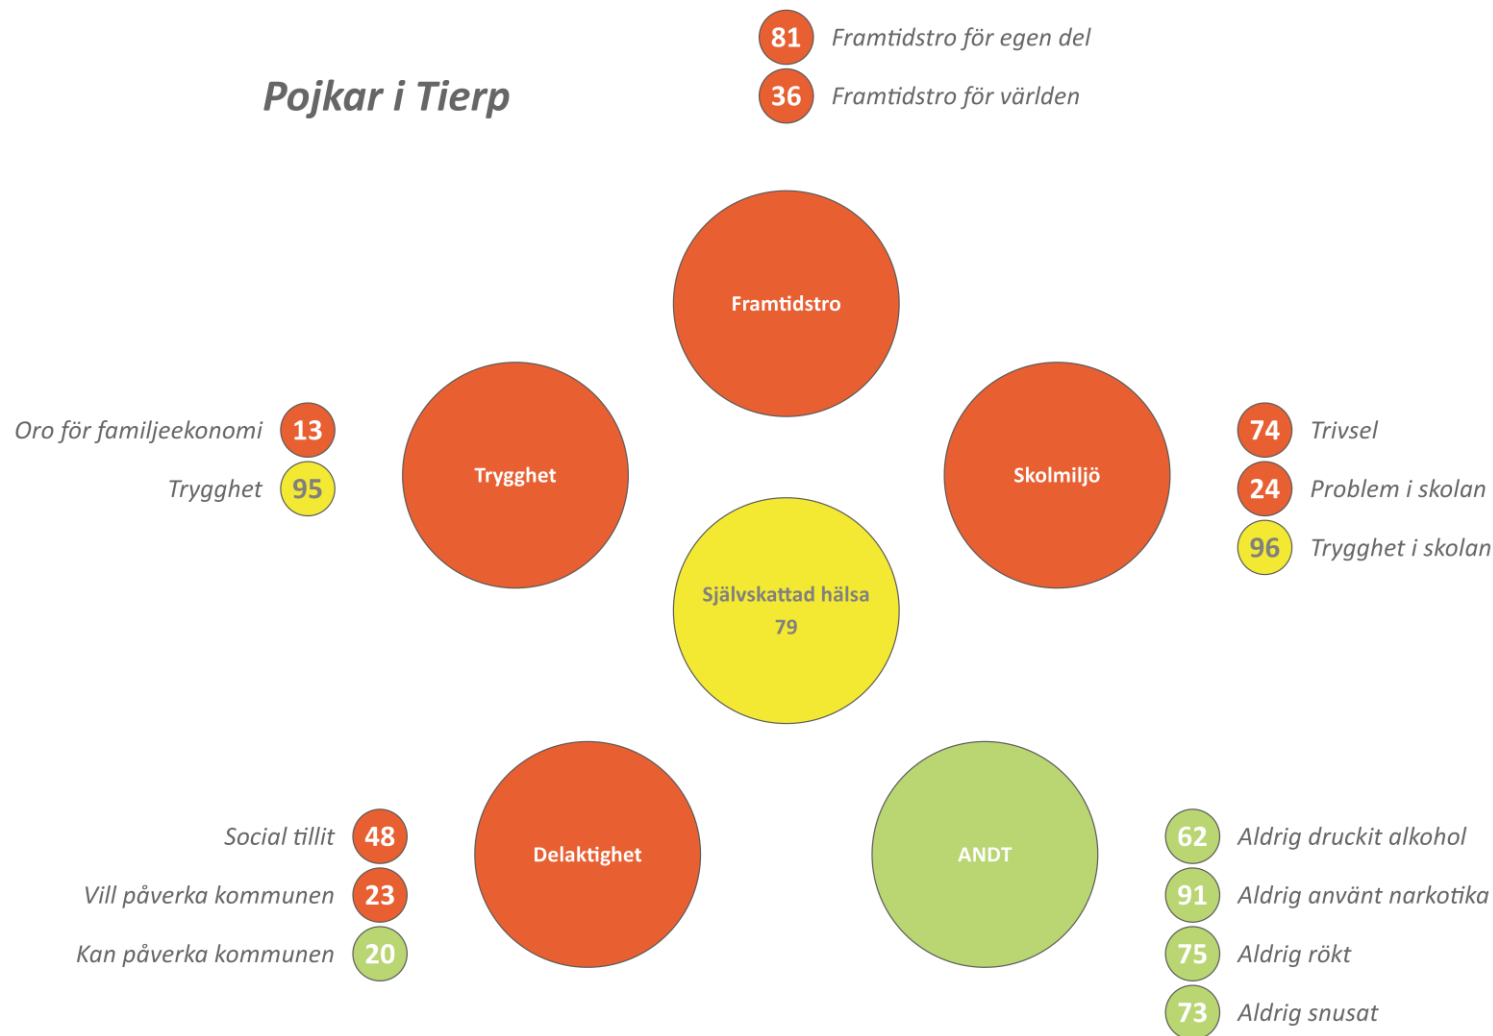 81 Framtidstro för egen del
36 Framtidstro för världen
Pojkar i Tierp
Framtidstro
Oro för familjeekonomi 13
Trygghet 95
Trygghet
Skolmiljö
74 Trivsel
24 Problem i skolan
96 Trygghet i skolan
Självskattad hälsa
79
Social tillit 48
Vill påverka kommunen 23
Kan påverka kommunen 20
Delaktighet
ANDT
62 Aldrig druckit alkohol
91 Aldrig använt narkotika
75 Aldrig rökt
73 Aldrig snusat